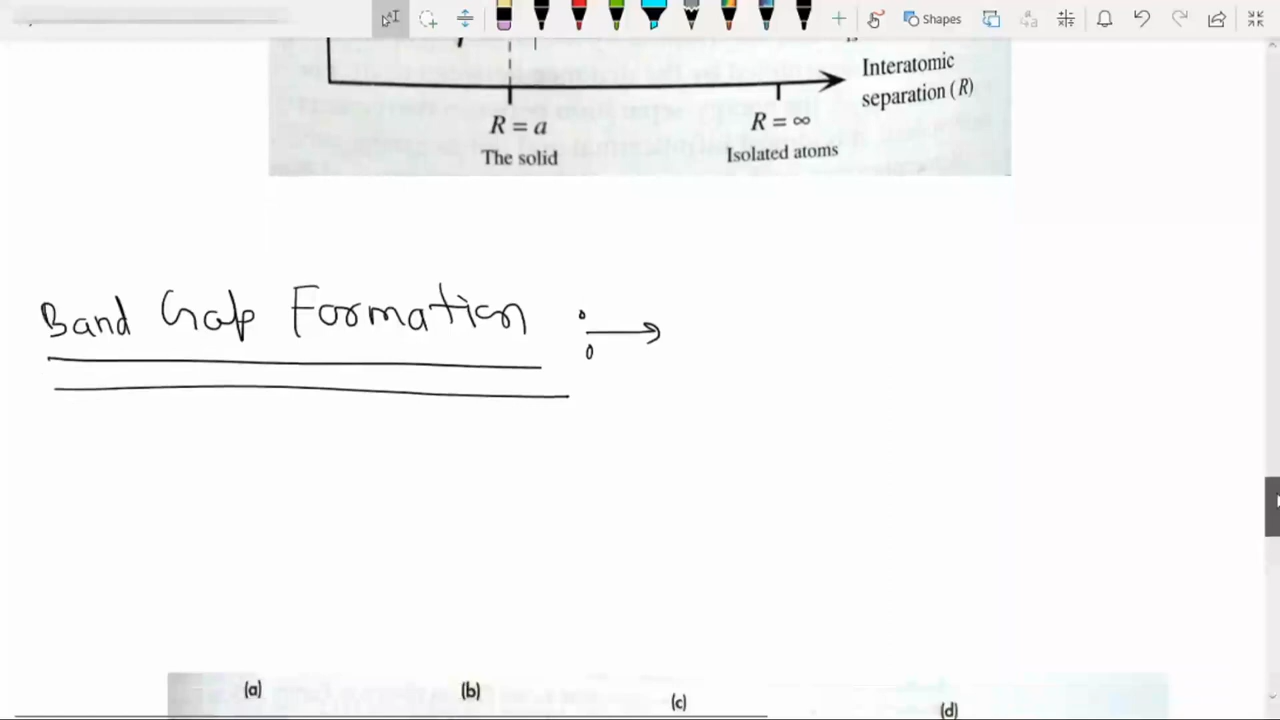 Shapes
Interatomic
separation (R)
R = a
R = ∞
The solid
Isolated atoms
Band Gap Formation :→
(a)
(b)
(c)
(d)